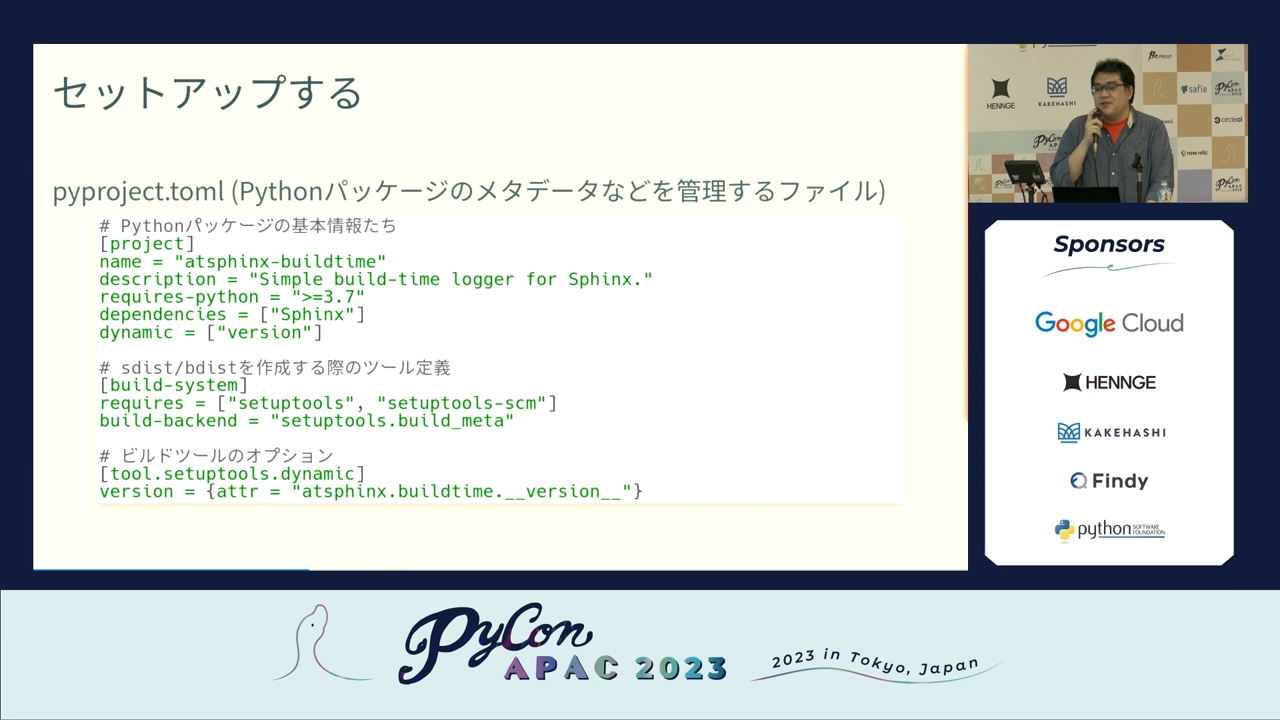 セットアップする
pyproject.toml (Pythonパッケージのメタデータなどを管理するファイル)
# Pythonパッケージの基本情報たち
[project]
name = "atsphinx-buildtime"
description = "Simple build-time logger for Sphinx."
requires-python = ">=3.7"
dependencies = ["Sphinx"]
dynamic = ["version"]
# sdist/bdistを作成する際のツール定義
[build-system]
requires = ["setuptools", "setuptools-scm"]
build-backend = "setuptools.build_meta"
# ビルドツールのオプション
[tool.setuptools.dynamic]
version = {attr = "atsphinx.buildtime.__version__"}
HENNGE
KAKEHASHI
safie
circleci
new relic
PyCon
Sponsors
Google Cloud
HENNGE
KAKEHASHI
Findy
python SOFTWARE FOUNDATION
PyCon
APAC 2023
2023 in Tokyo, Japan